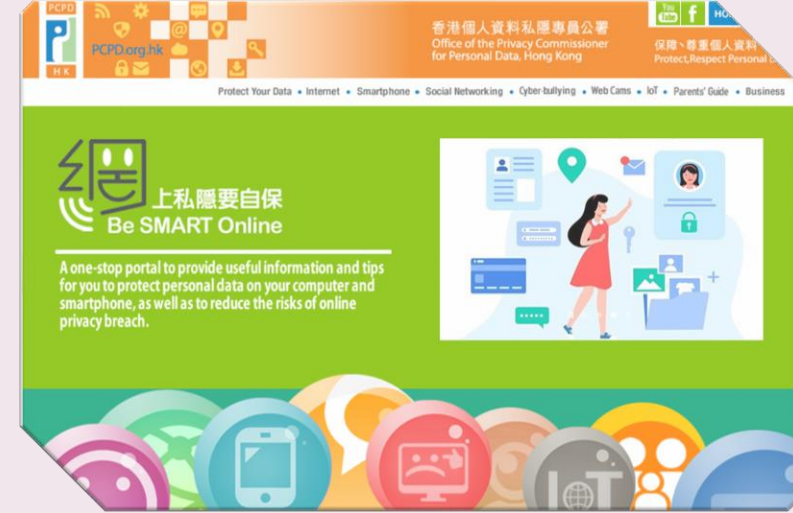 PCPD
HK
PCPD.org.hk
香港個人資料私隱專員公署
Office of the Privacy Commissioner
for Personal Data, Hong Kong
You
Tube
f
保障、尊重個人資料
Protect,Respect Personal
Protect Your Data • Internet • Smartphone • Social Networking • Cyber-bullying • Web Cams • IoT • Parents' Guide • Business
網上私隱要自保
Be SMART Online
A one-stop portal to provide useful information and tips
for you to protect personal data on your computer and
smartphone, as well as to reduce the risks of online
privacy breach.
IoT